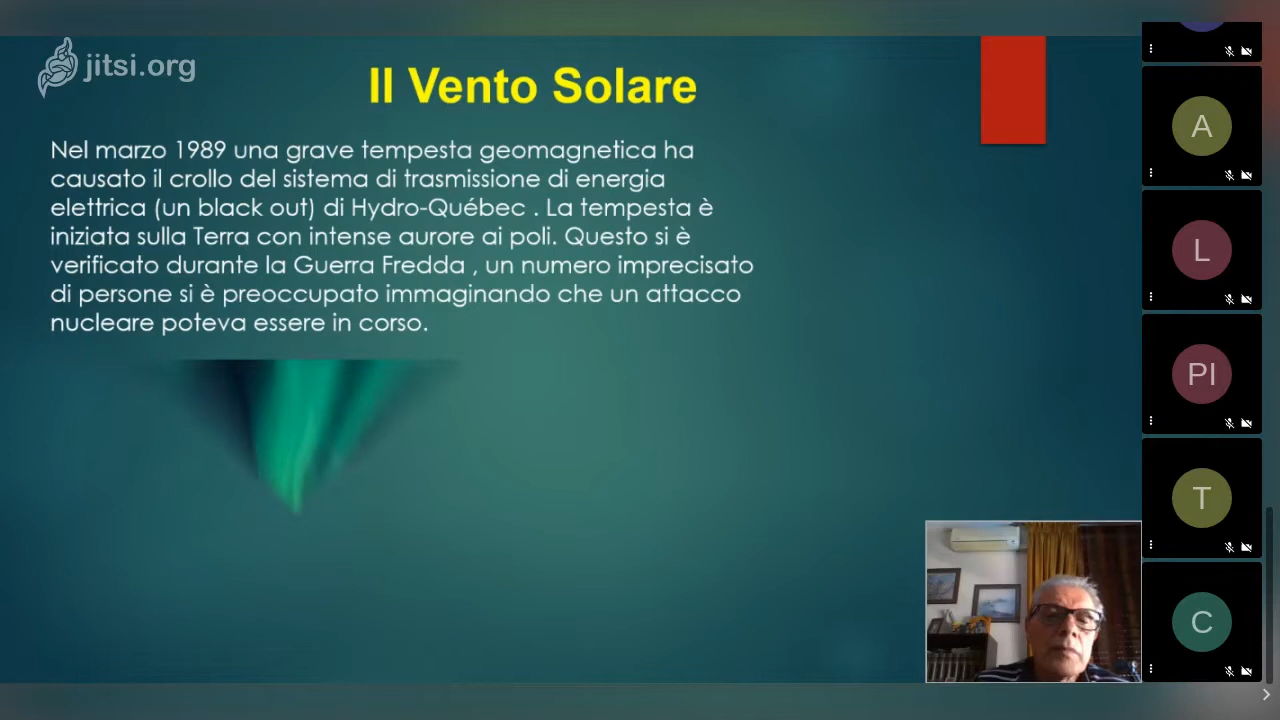 jitsi.org
Il Vento Solare
Nel marzo 1989 una grave tempesta geomagnetica ha
causato il crollo del sistema di trasmissione di energia
elettrica (un black out) di Hydro-Québec . La tempesta è
iniziata sulla Terra con intense aurore ai poli. Questo si è
verificato durante la Guerra Fredda , un numero imprecisato
di persone si è preoccupato immaginando che un attacco
nucleare poteva essere in corso.
A
L
PI
T
C